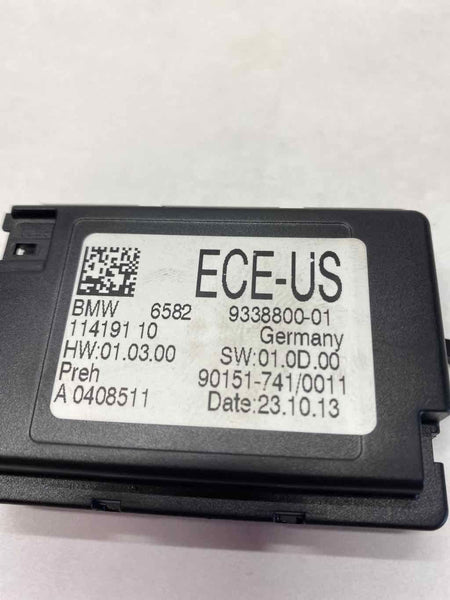 ECE-US
BMW 6582 9338800-01
114191 10 Germany
HW:01.03.00 SW:01.0D.00
Preh 90151-741/0011
A 0408511 Date:23.10.13